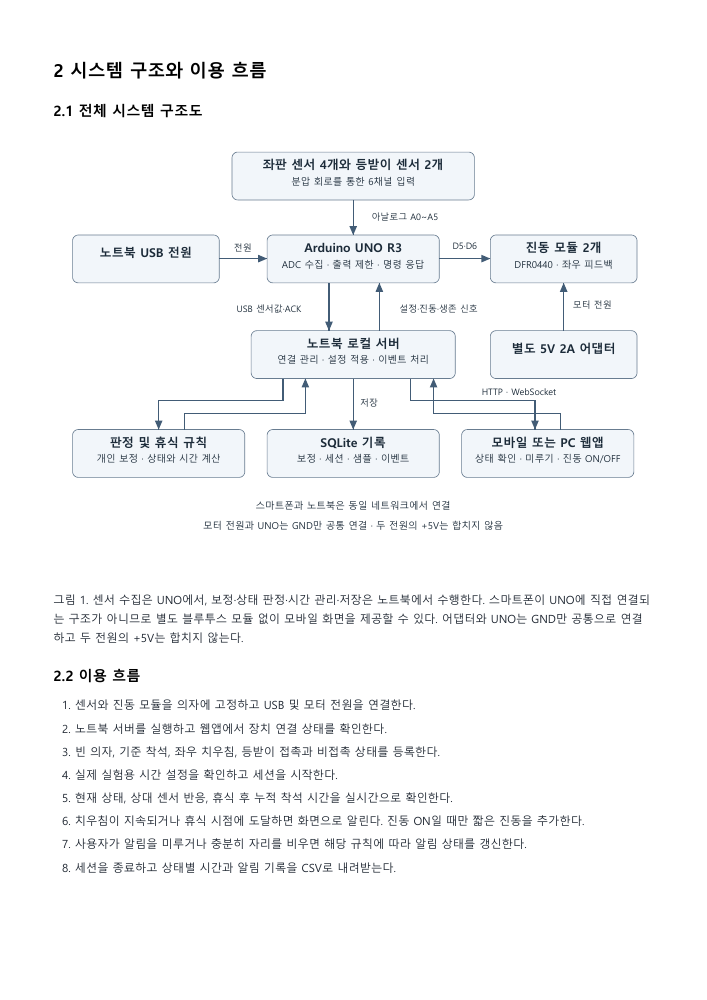 2 시스템 구조와 이용 흐름
2.1 전체 시스템 구조도
좌판 센서 4개와 등받이 센서 2개
분압 회로를 통한 6채널 입력
아날로그 A0~A5
노트북 USB 전원
전원
Arduino UNO R3
ADC 수집 · 출력 제한 · 명령 응답
D5·D6
진동 모듈 2개
DFR0440 · 좌우 피드백
USB 센서값·ACK
설정·진동·생존 신호
모터 전원
노트북 로컬 서버
연결 관리 · 설정 적용 · 이벤트 처리
별도 5V 2A 어댑터
저장
HTTP · WebSocket
판정 및 휴식 규칙
개인 보정 · 상태와 시간 계산
SQLite 기록
보정 · 세션 · 샘플 · 이벤트
모바일 또는 PC 웹앱
상태 확인 · 미루기 · 진동 ON/OFF
스마트폰과 노트북은 동일 네트워크에서 연결
모터 전원과 UNO는 GND만 공통 연결 · 두 전원의 +5V는 합치지 않음
그림 1. 센서 수집은 UNO에서, 보정·상태 판정·시간 관리·저장은 노트북에서 수행한다. 스마트폰이 UNO에 직접 연결되
는 구조가 아니므로 별도 블루투스 모듈 없이 모바일 화면을 제공할 수 있다. 어댑터와 UNO는 GND만 공통으로 연결
하고 두 전원의 +5V는 합치지 않는다.
2.2 이용 흐름
1. 센서와 진동 모듈을 의자에 고정하고 USB 및 모터 전원을 연결한다.
2. 노트북 서버를 실행하고 웹앱에서 장치 연결 상태를 확인한다.
3. 빈 의자, 기준 착석, 좌우 치우침, 등받이 접촉과 비접촉 상태를 등록한다.
4. 실제 실험용 시간 설정을 확인하고 세션을 시작한다.
5. 현재 상태, 상대 센서 반응, 휴식 후 누적 착석 시간을 실시간으로 확인한다.
6. 치우침이 지속되거나 휴식 시점에 도달하면 화면으로 알린다. 진동 ON일 때만 짧은 진동을 추가한다.
7. 사용자가 알림을 미루거나 충분히 자리를 비우면 해당 규칙에 따라 알림 상태를 갱신한다.
8. 세션을 종료하고 상태별 시간과 알림 기록을 CSV로 내려받는다.